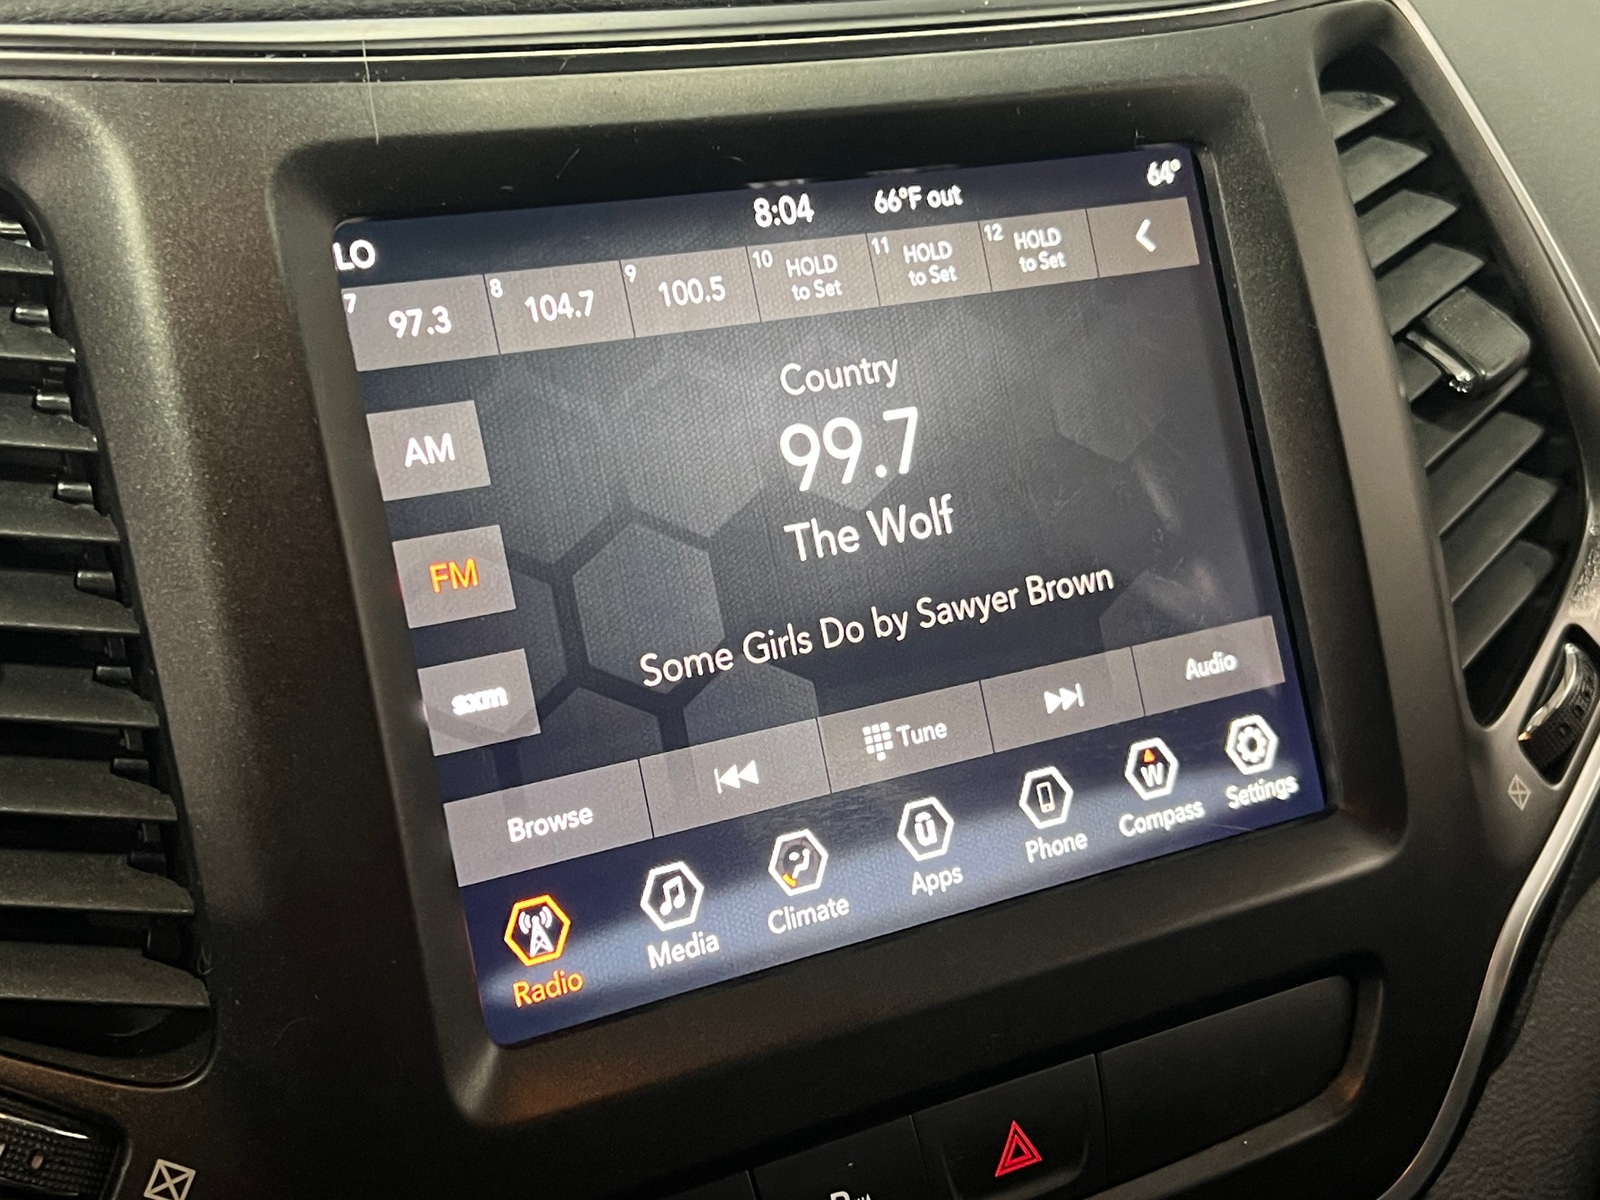 LO 8:04 66°F out 64°
7 97.3 8 104.7 9 100.5 10 HOLD to Set 11 HOLD to Set 12 HOLD to Set
Country
AM
99.7
The Wolf
FM
Some Girls Do by Sawyer Brown
sxm
Browse Tune Audio
Radio Media Climate Apps Phone W Compass Settings